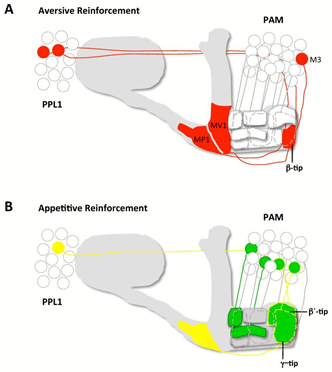 A
Aversive Reinforcement
PAM
M3
PPL1
MV1
MP1
β-tip
B
Appetitive Reinforcement
PAM
PPL1
β´-tip
γ-tip